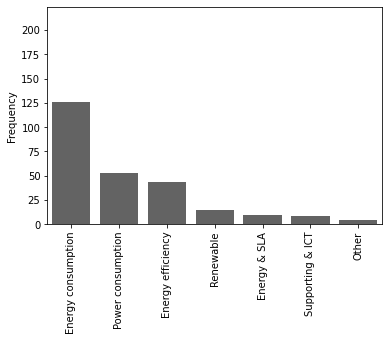 200
175
150
125
100
75
50
25
0
Frequency
Energy consumption
Power consumption
Energy efficiency
Renewable
Energy & SLA
Supporting & ICT
Other